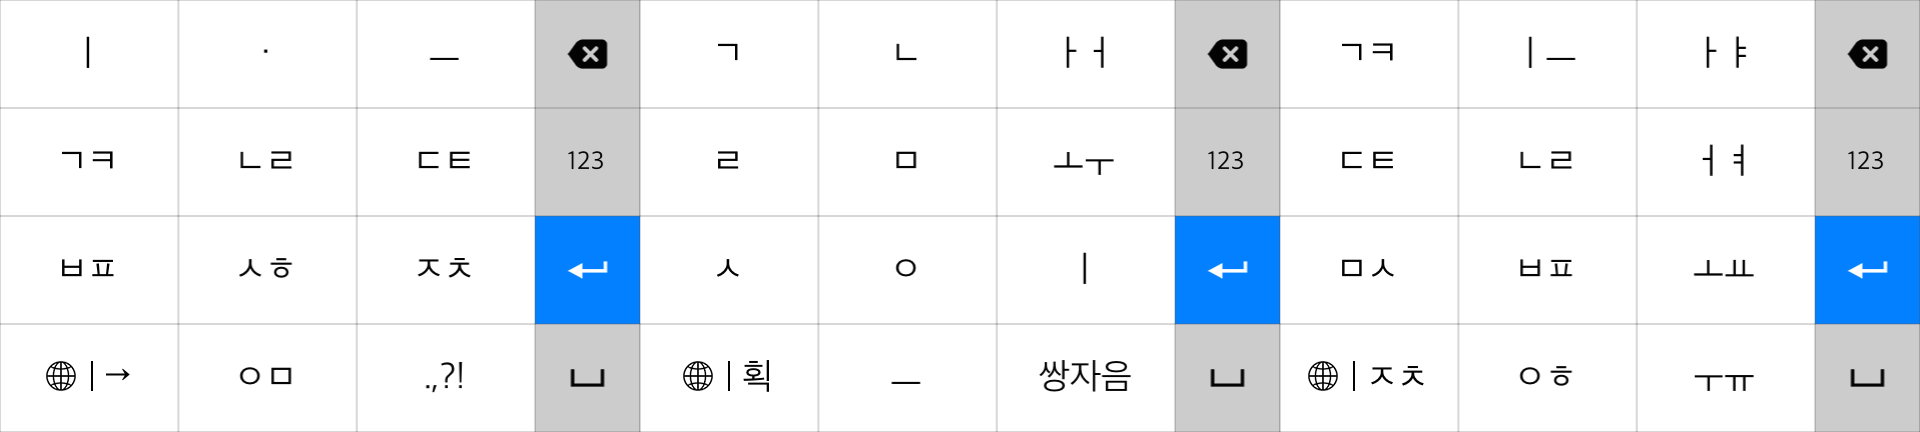 ㅣ ㆍ ㅡ ㄱ ㄴ ㅏㅓ ㄱㅋ ㅣㅡ ㅏㅑ
ㄱㅋ ㄴㄹ ㄷㅌ 123 ㄹ ㅁ ㅗㅜ 123 ㄷㅌ ㄴㄹ ㅓㅕ 123
ㅂㅍ ㅅㅎ ㅈㅊ ㅅ ㅇ ㅣ ㅁㅅ ㅂㅍ ㅗㅛ
|→ ㅇㅁ .,?! |획 ㅡ 쌍자음 |ㅈㅊ ㅇㅎ ㅜㅠ